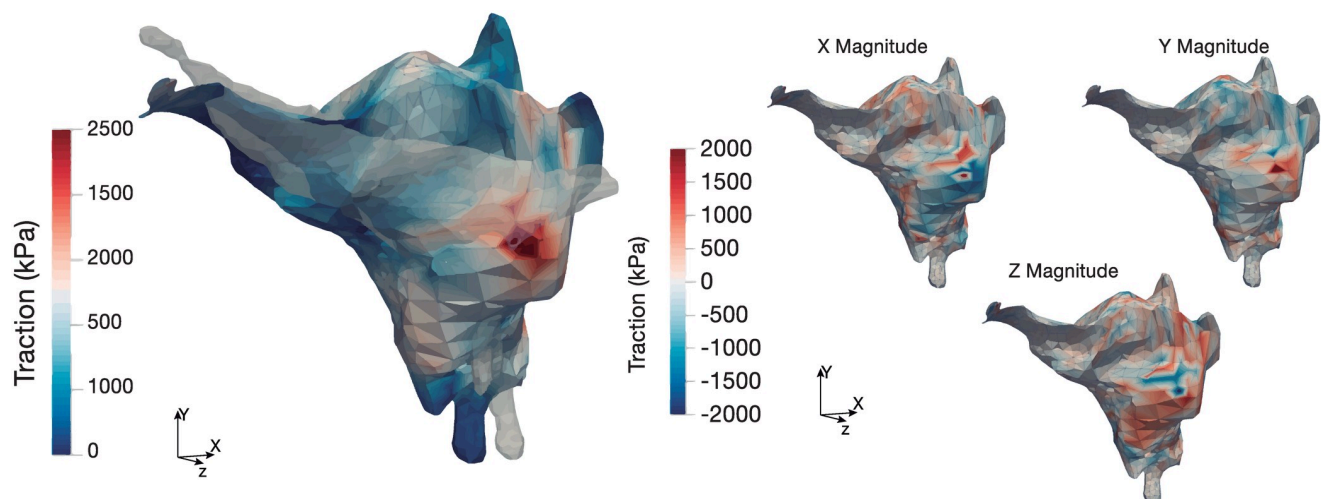 Traction (kPa)
2500
1500
2000
500
1000
0
Y
X
z
Traction (kPa)
2000
1500
1000
500
0
-500
-1000
-1500
-2000
X Magnitude
Y Magnitude
Z Magnitude
Y
X
z